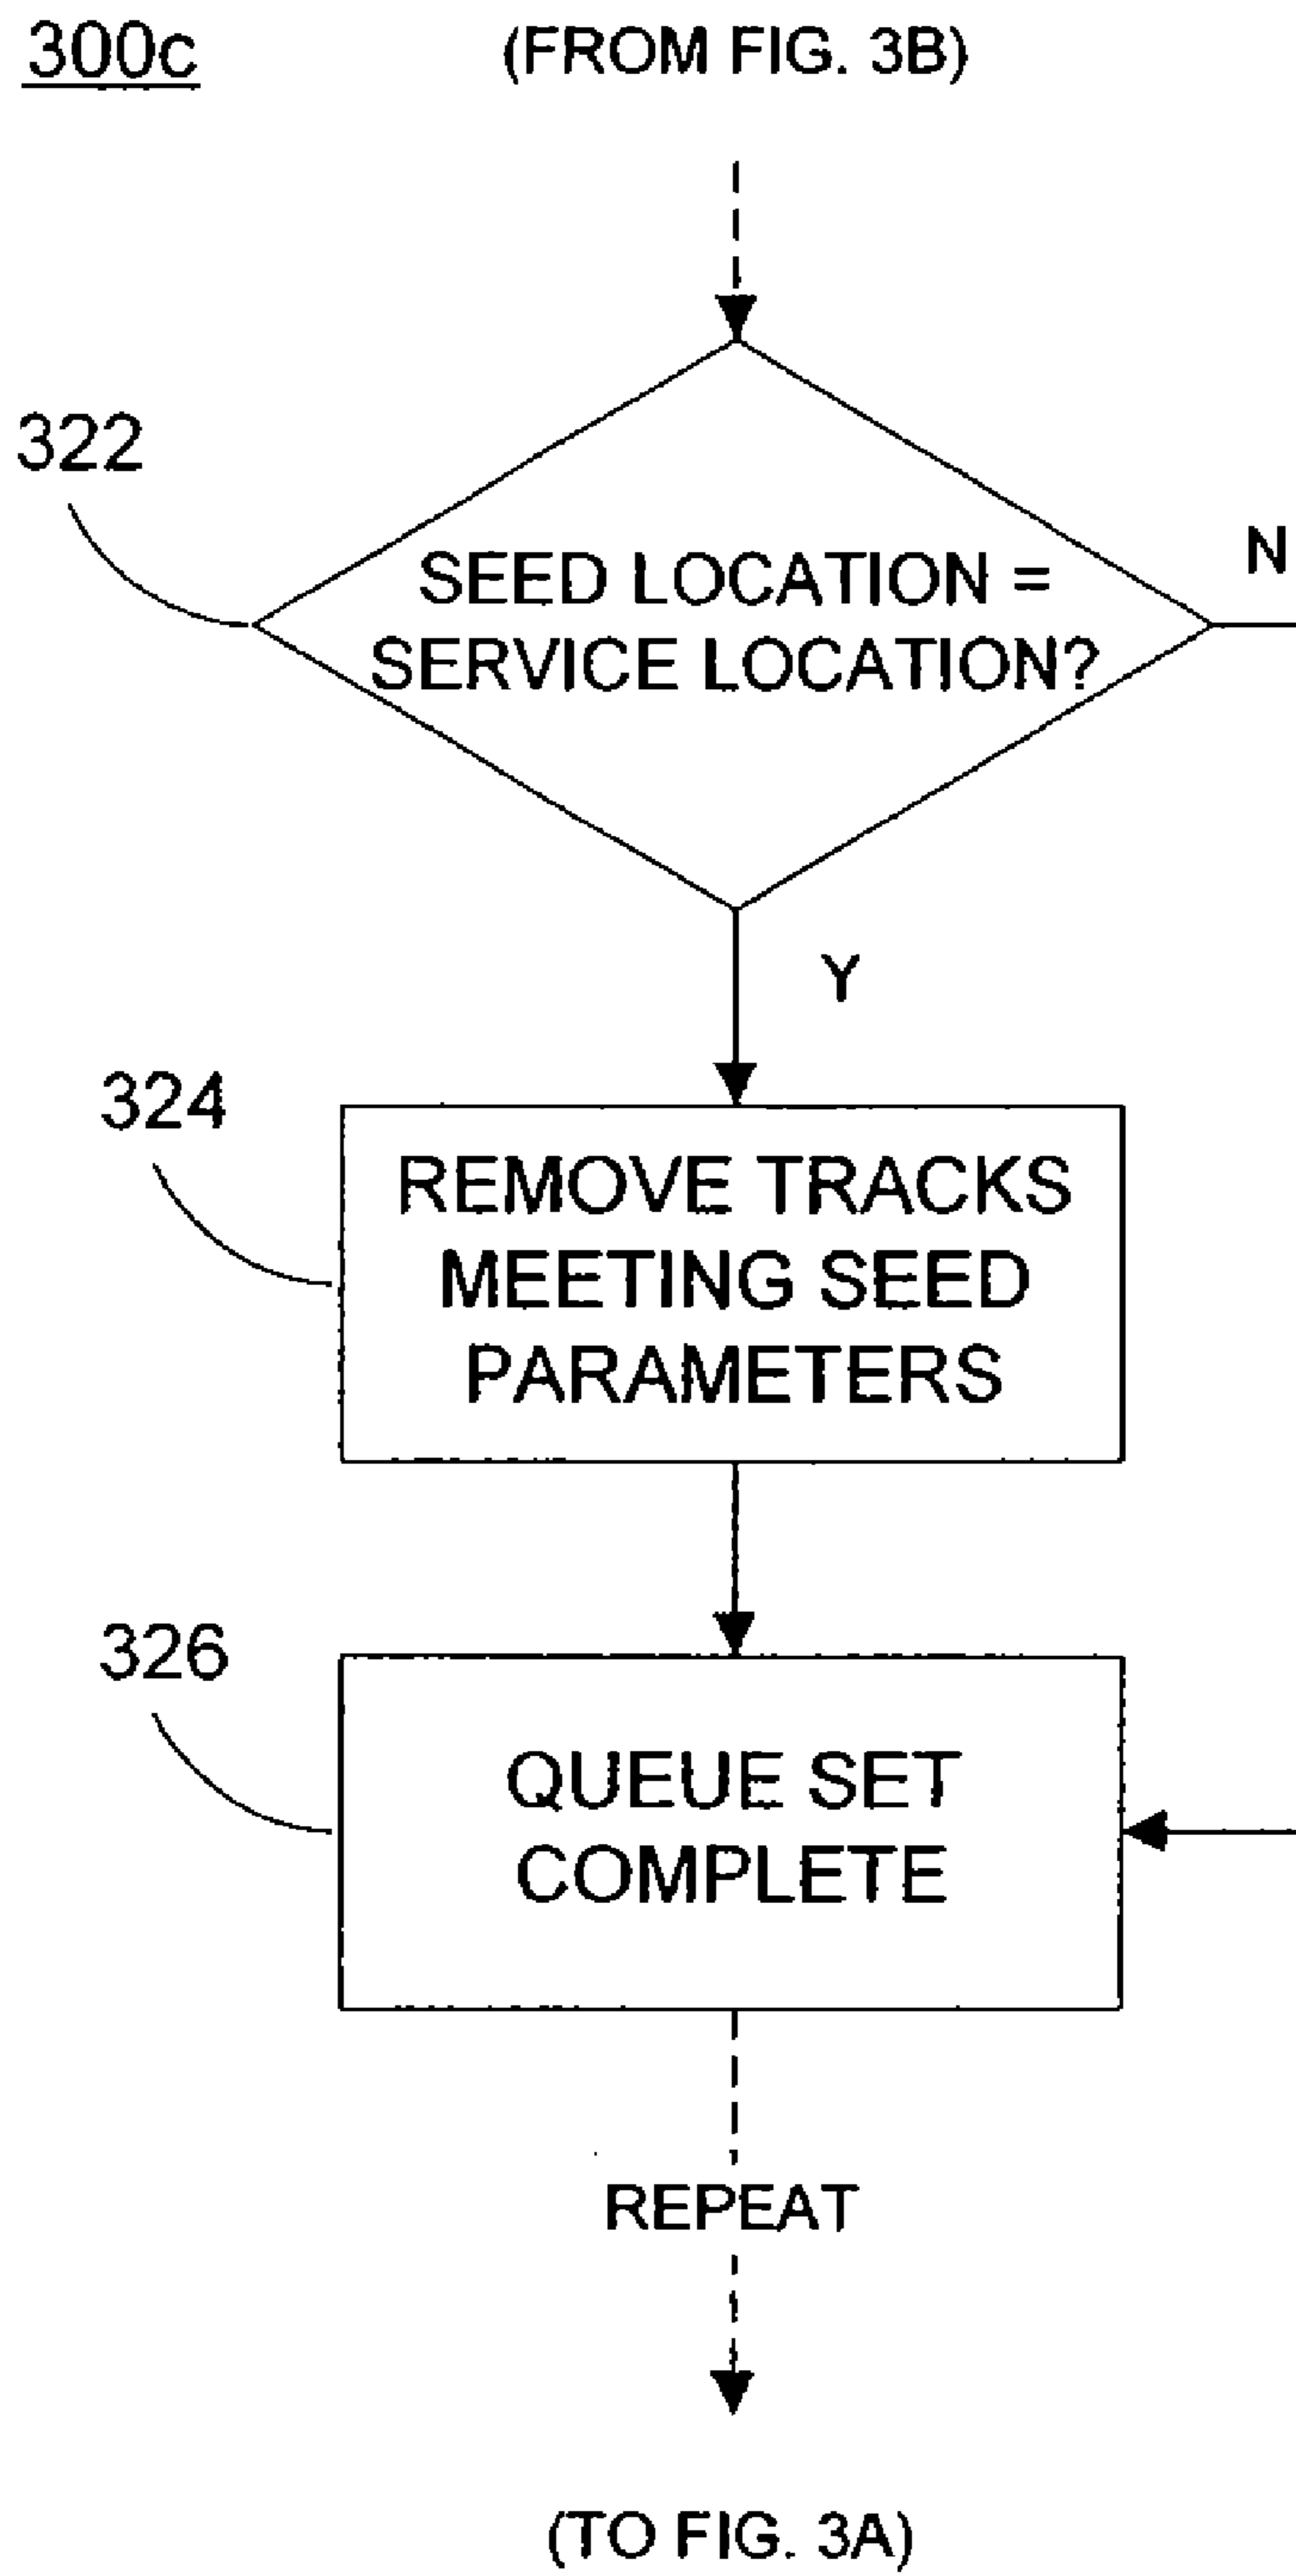 300c
(FROM FIG. 3B)
322
SEED LOCATION =
SERVICE LOCATION?
N
Y
324
REMOVE TRACKS
MEETING SEED
PARAMETERS
326
QUEUE SET
COMPLETE
REPEAT
(TO FIG. 3A)